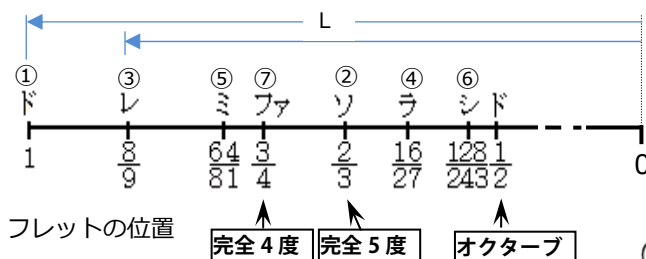 L
① ③ ⑤ ⑦ ② ④ ⑥
ド レ ミ ファ ソ ラ シ ド
1 8/9 64/81 3/4 2/3 16/27 128/243 1/2 0
フレットの位置
完全4度 完全5度 オクターブ